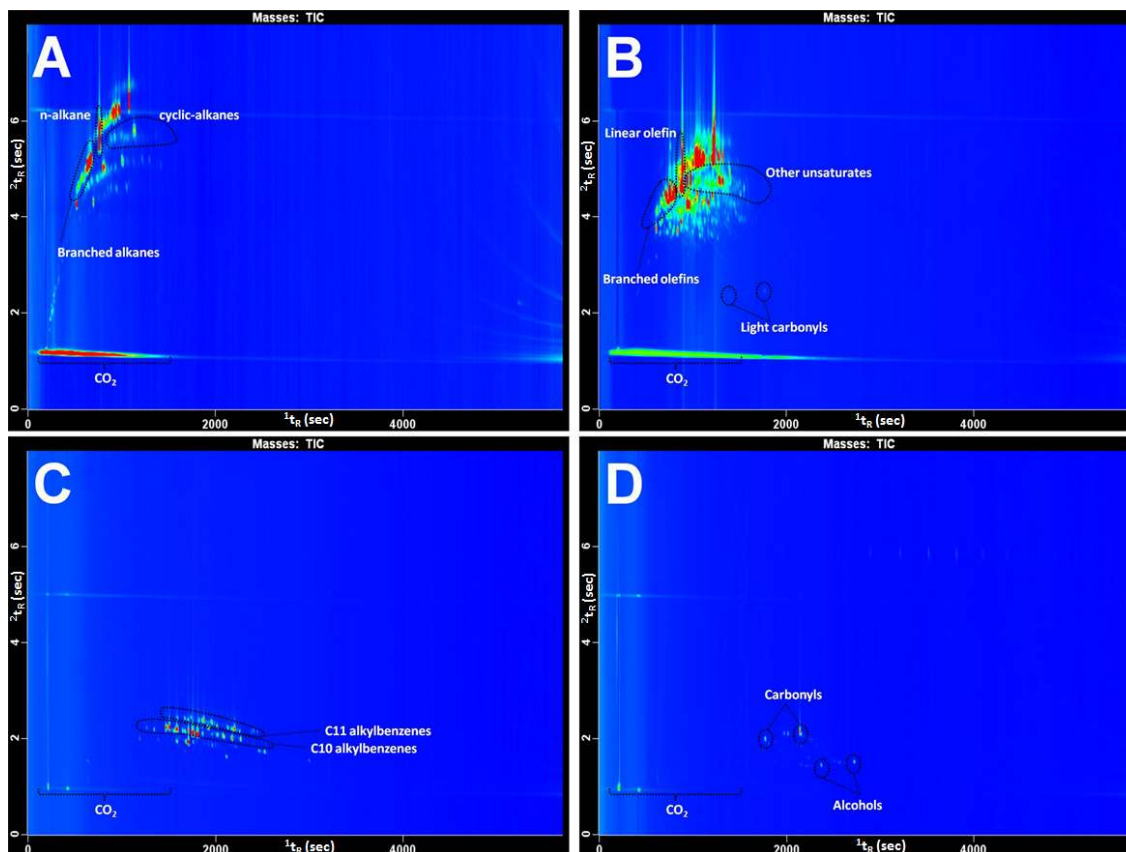 Masses: TIC
A
n-alkane
cyclic-alkanes
Branched alkanes
CO₂
²tR (sec)
6
4
2
0
0
2000
¹tR (sec)
4000
Masses: TIC
B
Linear olefin
Other unsaturates
Branched olefins
Light carbonyls
CO₂
²tR (sec)
6
4
2
0
0
2000
¹tR (sec)
4000
Masses: TIC
C
C11 alkylbenzenes
C10 alkylbenzenes
CO₂
²tR (sec)
6
4
2
0
0
2000
¹tR (sec)
4000
Masses: TIC
D
Carbonyls
Alcohols
CO₂
²tR (sec)
6
4
2
0
0
2000
¹tR (sec)
4000